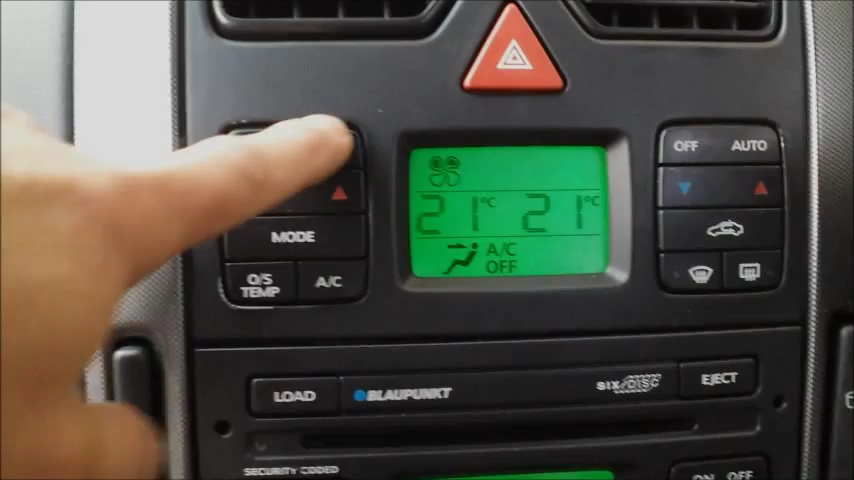 OFF AUTO
21°C 21°C
MODE
A/C
OFF
O/S
TEMP
A/C
LOAD
BLAUPUNKT
SIX DISC
EJECT
SECURITY CODED
ON OFF